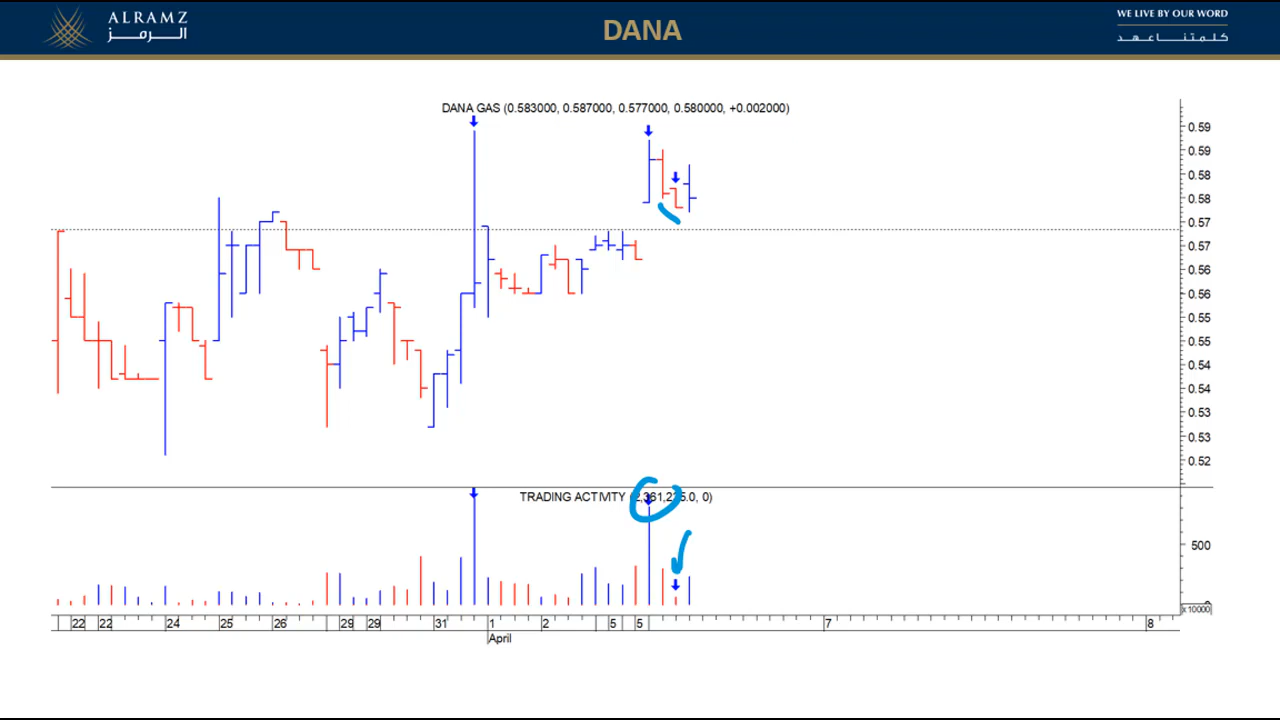 ALRAMZ
الـرمـز
DANA
WE LIVE BY OUR WORD
كلمتنا عهد
DANA GAS (0.583000, 0.587000, 0.577000, 0.580000, +0.002000)
0.59
0.59
0.58
0.58
0.57
0.57
0.56
0.56
0.55
0.55
0.54
0.54
0.53
0.53
0.52
TRADING ACTIVITY
500
0
x10000
22 22 24 25 26 29 29 31 1 2 5 5 7 8
April